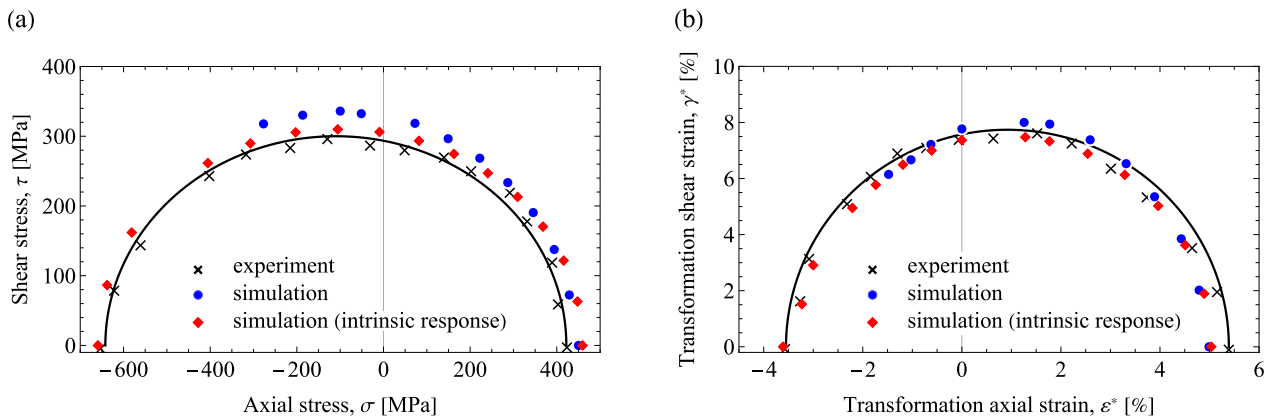 (a)
Shear stress, τ [MPa]
400
300
200
100
0
−600
−400
−200
0
200
400
Axial stress, σ [MPa]
experiment
simulation
simulation (intrinsic response)
(b)
Transformation shear strain, γ* [%]
10
8
6
4
2
0
−4
−2
0
2
4
6
Transformation axial strain, ε* [%]
experiment
simulation
simulation (intrinsic response)